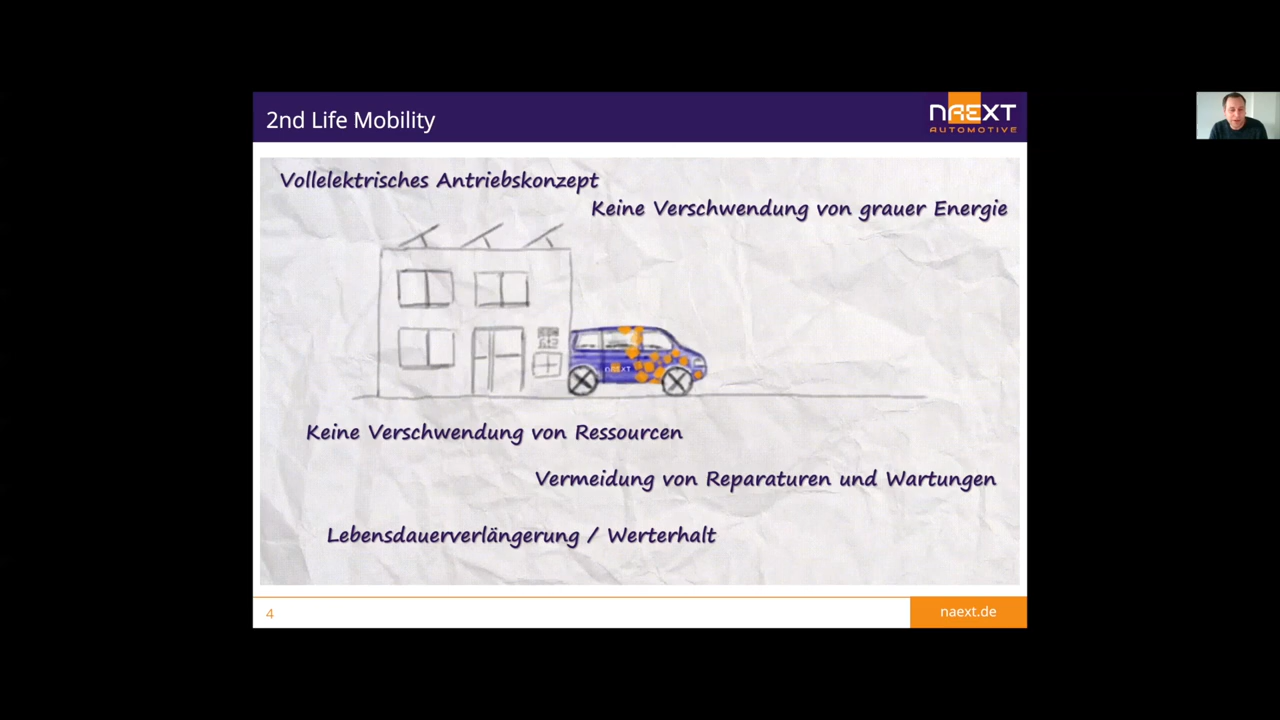 2nd Life Mobility
NAEXT
AUTOMOTIVE
Vollelektrisches Antriebskonzept
Keine Verschwendung von grauer Energie
NAEXT
Keine Verschwendung von Ressourcen
Vermeidung von Reparaturen und Wartungen
Lebensdauerverlängerung / Werterhalt
4
naext.de